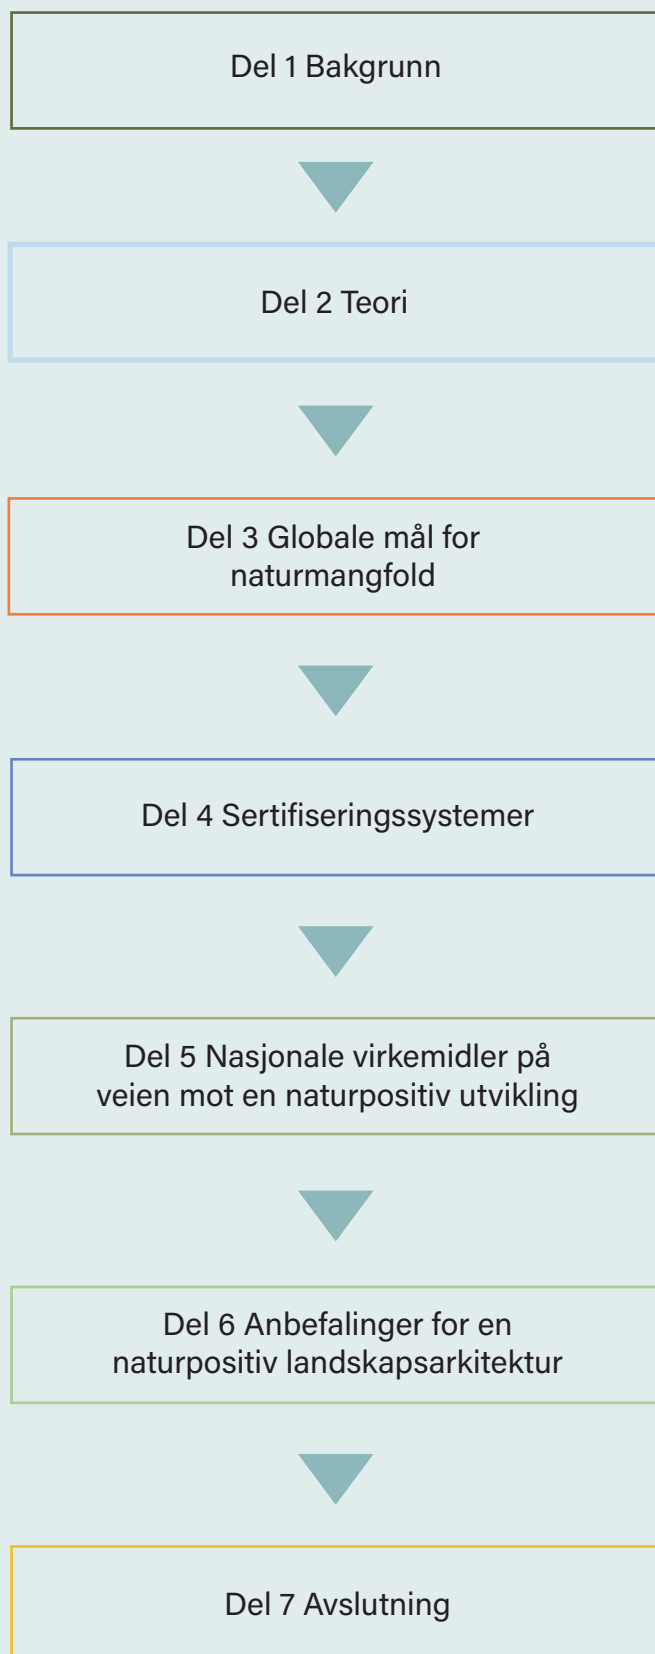 Del 1 Bakgrunn
Del 2 Teori
Del 3 Globale mål for
naturmangfold
Del 4 Sertifiseringssystemer
Del 5 Nasjonale virkemidler på
veien mot en naturpositiv utvikling
Del 6 Anbefalinger for en
naturpositiv landskapsarkitektur
Del 7 Avslutning